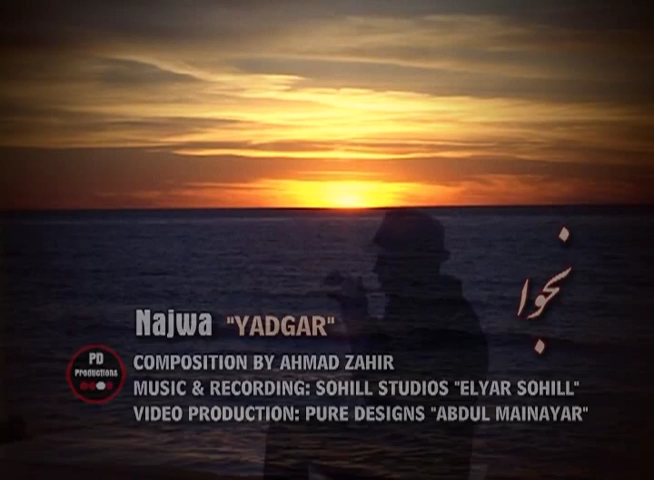 نجوا
Najwa "YADGAR"
PD
Productions
COMPOSITION BY AHMAD ZAHIR
MUSIC & RECORDING: SOHILL STUDIOS "ELYAR SOHILL"
VIDEO PRODUCTION: PURE DESIGNS "ABDUL MAINAYAR"